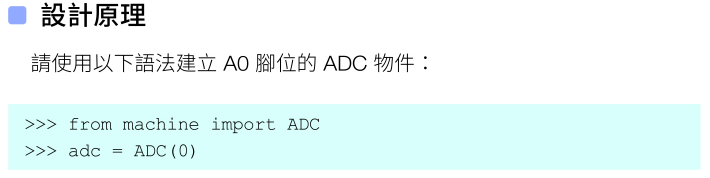 設計原理
請使用以下語法建立 A0 腳位的 ADC 物件：
>>> from machine import ADC
>>> adc = ADC(0)